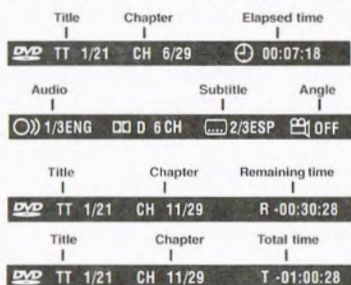 Title Chapter Elapsed time
DVD TT 1/21 CH 6/29 00:07:18
Audio Subtitle Angle
1/3ENG D 6CH 2/3ESP OFF
Title Chapter Remaining time
DVD TT 1/21 CH 11/29 R -00:30:28
Title Chapter Total time
DVD TT 1/21 CH 11/29 T -01:00:28